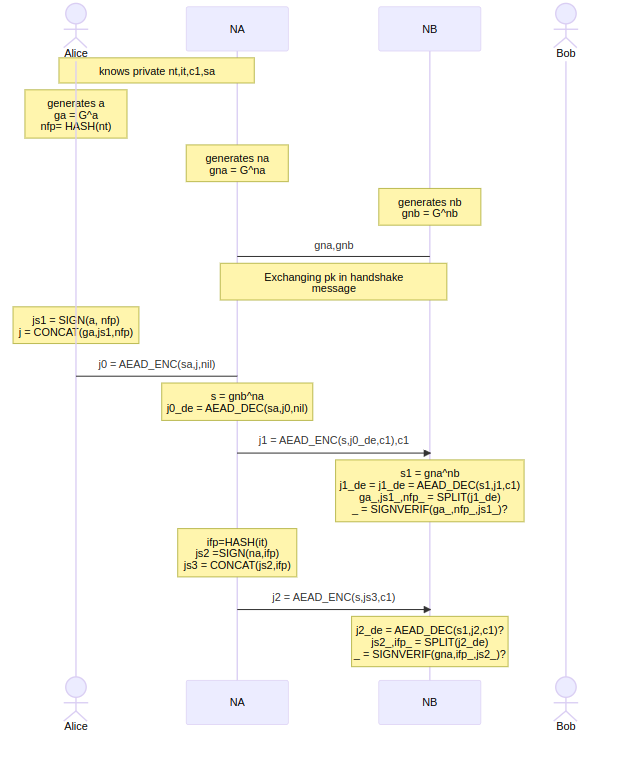 Alice
NA
NB
Bob
knows private nt,it,c1,sa
generates a
ga = G^a
nfp= HASH(nt)
generates na
gna = G^na
generates nb
gnb = G^nb
gna,gnb
Exchanging pk in handshake
message
js1 = SIGN(a, nfp)
j = CONCAT(ga,js1,nfp)
j0 = AEAD_ENC(sa,j,nil)
s = gnb^na
j0_de = AEAD_DEC(sa,j0,nil)
j1 = AEAD_ENC(s,j0_de,c1),c1
s1 = gna^nb
j1_de = j1_de = AEAD_DEC(s1,j1,c1)
ga_,js1_,nfp_ = SPLIT(j1_de)
_ = SIGNVERIF(ga_,nfp_,js1_)?
ifp=HASH(it)
js2 =SIGN(na,ifp)
js3 = CONCAT(js2,ifp)
j2 = AEAD_ENC(s,js3,c1)
j2_de = AEAD_DEC(s1,j2,c1)?
js2_,ifp_ = SPLIT(j2_de)
_ = SIGNVERIF(gna,ifp_,js2_)?
Alice
NA
NB
Bob